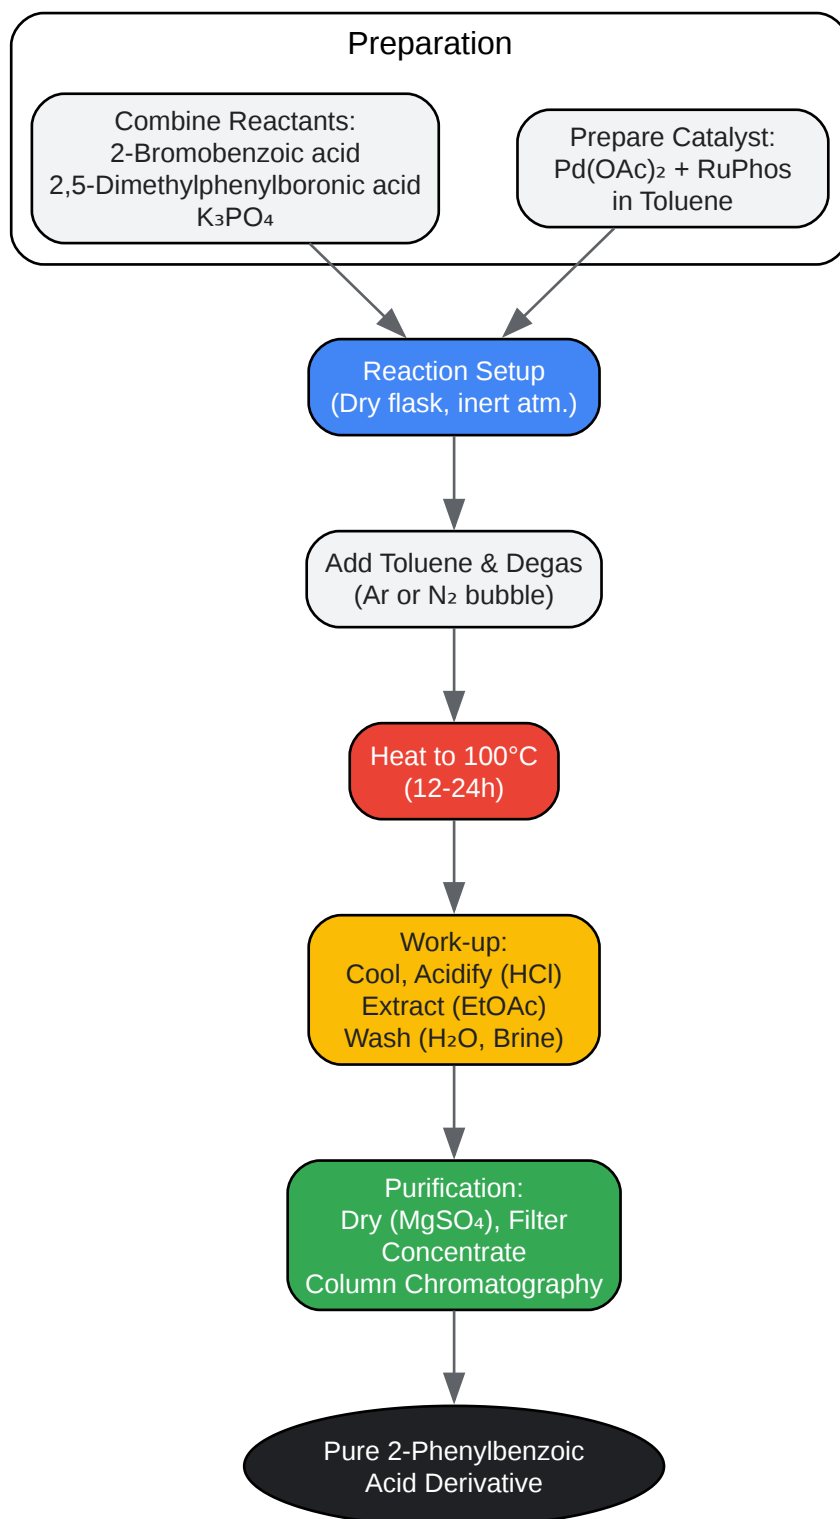 Preparation
Combine Reactants:
2-Bromobenzoic acid
2,5-Dimethylphenylboronic acid
K₃PO₄
Prepare Catalyst:
Pd(OAc)₂ + RuPhos
in Toluene
Reaction Setup
(Dry flask, inert atm.)
Add Toluene & Degas
(Ar or N₂ bubble)
Heat to 100°C
(12-24h)
Work-up:
Cool, Acidify (HCl)
Extract (EtOAc)
Wash (H₂O, Brine)
Purification:
Dry (MgSO₄), Filter
Concentrate
Column Chromatography
Pure 2-Phenylbenzoic
Acid Derivative